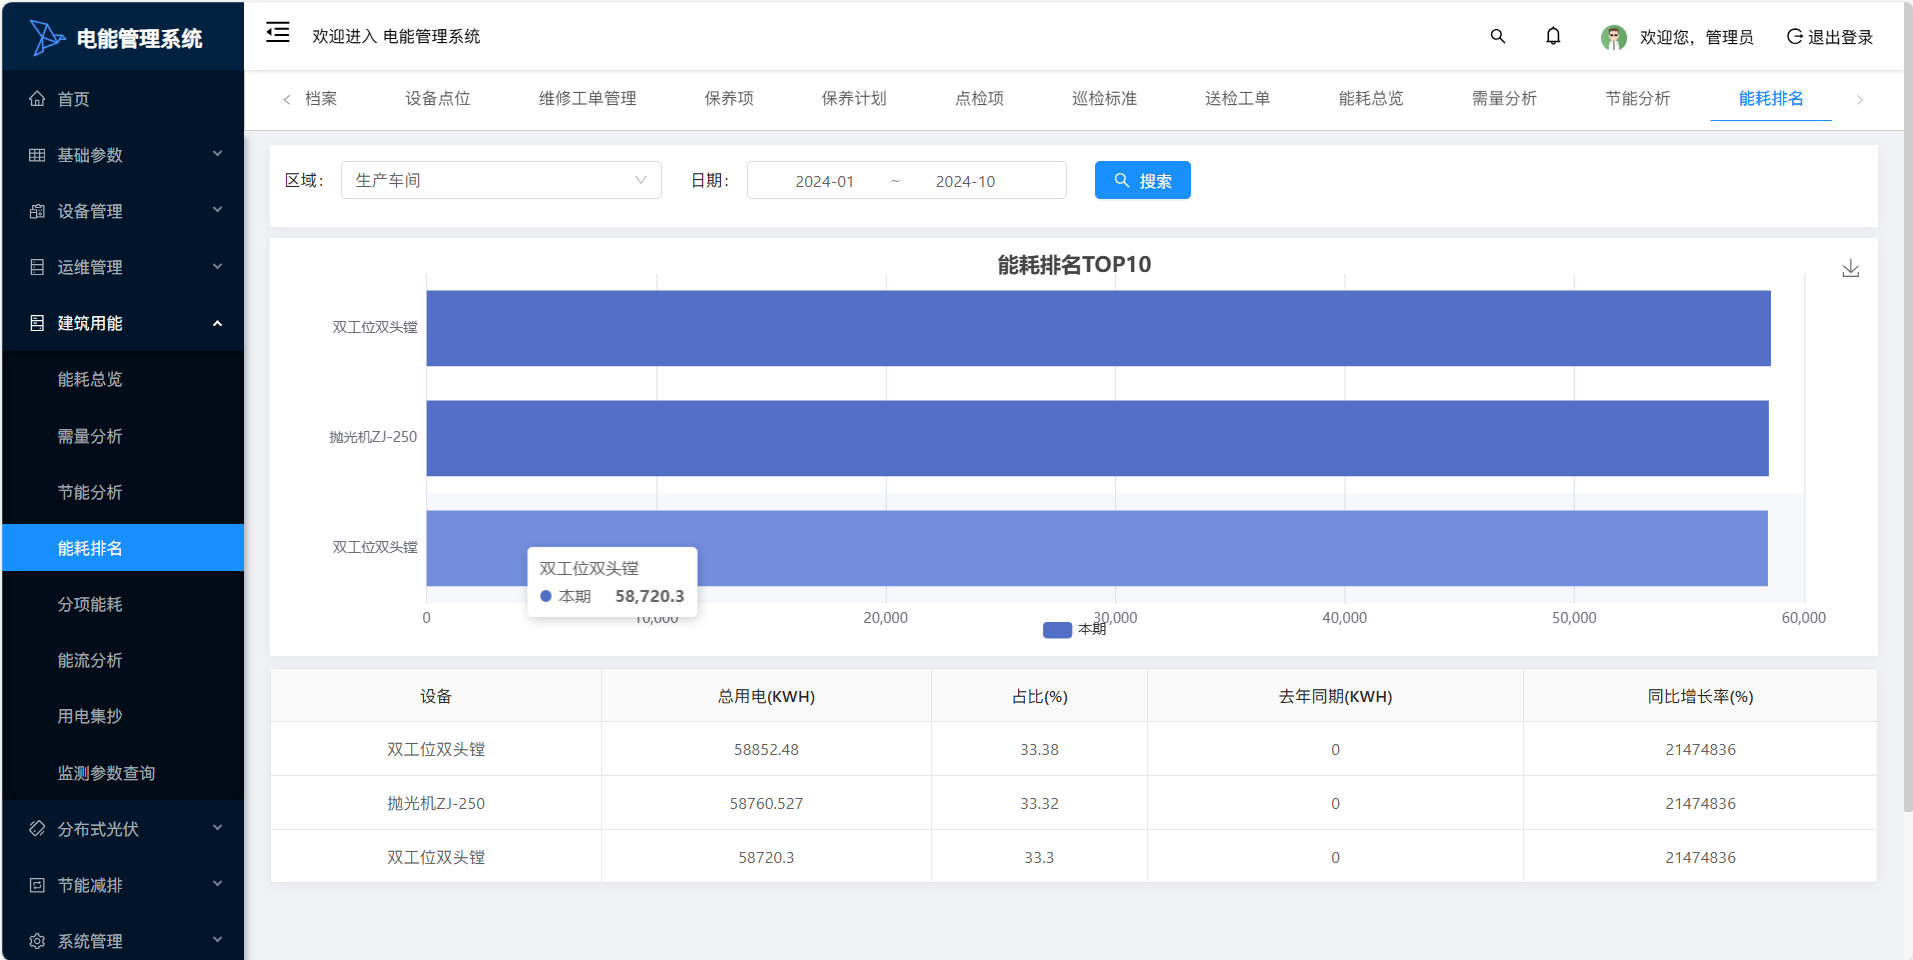 电能管理系统
欢迎进入 电能管理系统
欢迎您，管理员
退出登录
首页
基础参数
设备管理
运维管理
建筑用能
能耗总览
需量分析
节能分析
能耗排名
分项能耗
能流分析
用电集抄
监测参数查询
分布式光伏
节能减排
系统管理
档案 设备点位 维修工单管理 保养项 保养计划 点检项 巡检标准 送检工单 能耗总览 需量分析 节能分析 能耗排名
区域： 生产车间 日期： 2024-01 ~ 2024-10 搜索
能耗排名TOP10
双工位双头镗
抛光机ZJ-250
双工位双头镗
双工位双头镗
本期 58,720.3
0 10,000 20,000 30,000 40,000 50,000 60,000
本期
设备 总用电(KWH) 占比(%) 去年同期(KWH) 同比增长率(%)
双工位双头镗 58852.48 33.38 0 21474836
抛光机ZJ-250 58760.527 33.32 0 21474836
双工位双头镗 58720.3 33.3 0 21474836